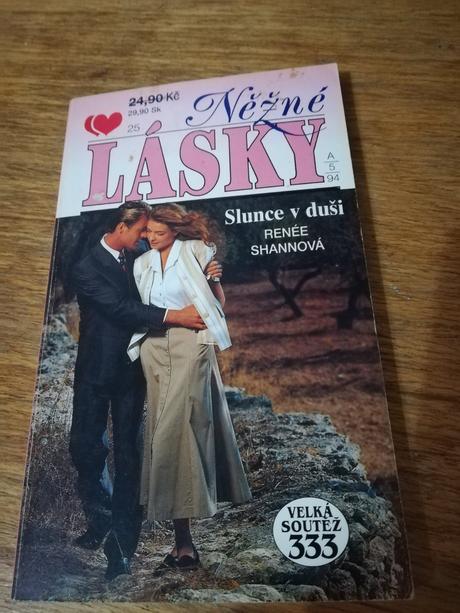 24,90 Kč
29,90 Sk
25
Něžné
LÁSKY
A
5
94
Slunce v duši
RENÉE
SHANNOVÁ
VELKÁ
SOUTĚŽ
333